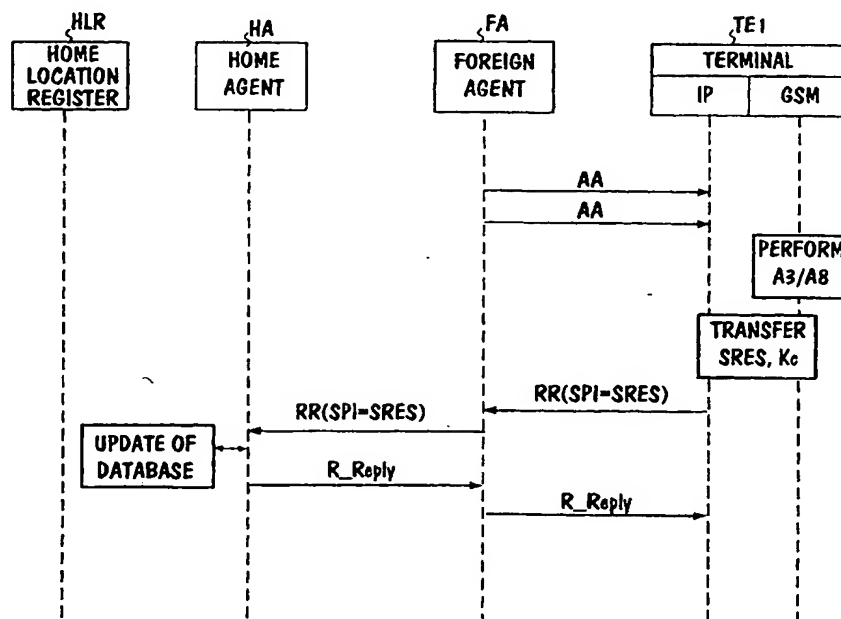 HLR
HA
FA
TE1
HOME
LOCATION
REGISTER
HOME
AGENT
FOREIGN
AGENT
TERMINAL
IP
GSM
AA
AA
PERFORM
A3/A8
TRANSFER
SRES, Kc
RR(SPI=SRES)
RR(SPI=SRES)
UPDATE OF
DATABASE
R_Reply
R_Reply